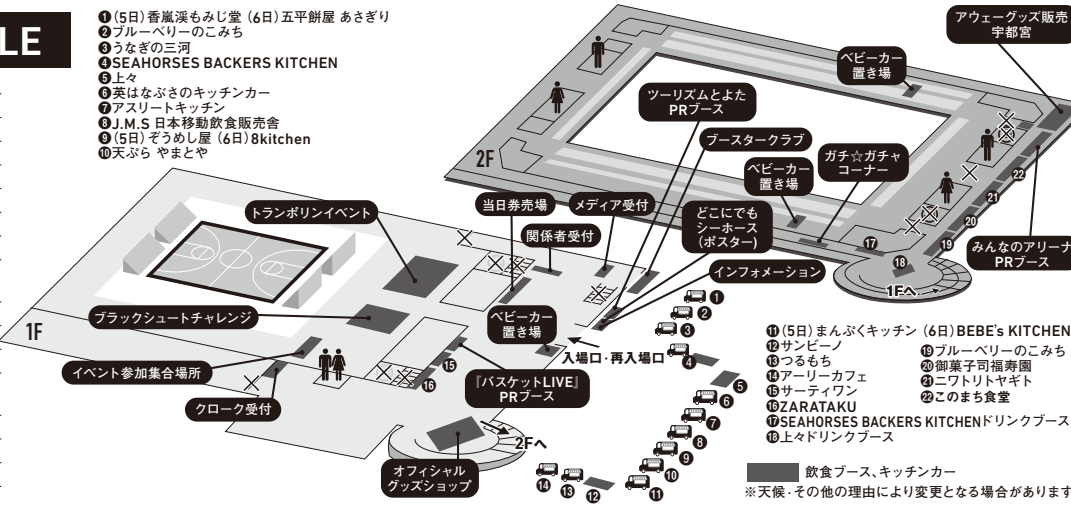 LE
❶(5日)香嵐渓もみじ堂 (6日)五平餅屋 あさぎり
❷ブルーベリーのこみち
❸うなぎの三河
❹SEAHORSES BACKERS KITCHEN
❺上々
❻英はなぶさのキッチンカー
❼アスリートキッチン
❽J.M.S 日本移動飲食販売舎
❾(5日)ぞうめし屋 (6日)8kitchen
❿天ぷら やまとや
アウェーグッズ販売
宇都宮
ベビーカー
置き場
ツーリズムとよた
PRブース
ブースタークラブ
2F
ベビーカー
置き場
ガチ☆ガチャ
コーナー
トランポリンイベント
当日券売場
メディア受付
関係者受付
どこにでも
シーホース
(ポスター)
インフォメーション
みんなのアリーナ
PRブース
⓱
⓲
⓳
⓴
㉑
㉒
1Fへ
1F
ブラックシュートチャレンジ
イベント参加集合場所
クローク受付
ベビーカー
置き場
入場口・再入場口
『バスケットLIVE』
PRブース
⓯
⓰
オフィシャル
グッズショップ
2Fへ
❶
❷
❸
❹
❺
❻
❼
❽
❾
❿
⓫
⓬
⓭
⓮
⓫(5日)まんぷくキッチン (6日)BEBE's KITCHEN
⓬サンビーノ
⓭つるもち
⓮アーリーカフェ
⓯サーティワン
⓰ZARATAKU
⓱SEAHORSES BACKERS KITCHENドリンクブース
⓲上々ドリンクブース
⓳ブルーベリーのこみち
⓴御菓子司福寿園
㉑ニワトリトヤギト
㉒このまち食堂
飲食ブース、キッチンカー
※天候・その他の理由により変更となる場合があります